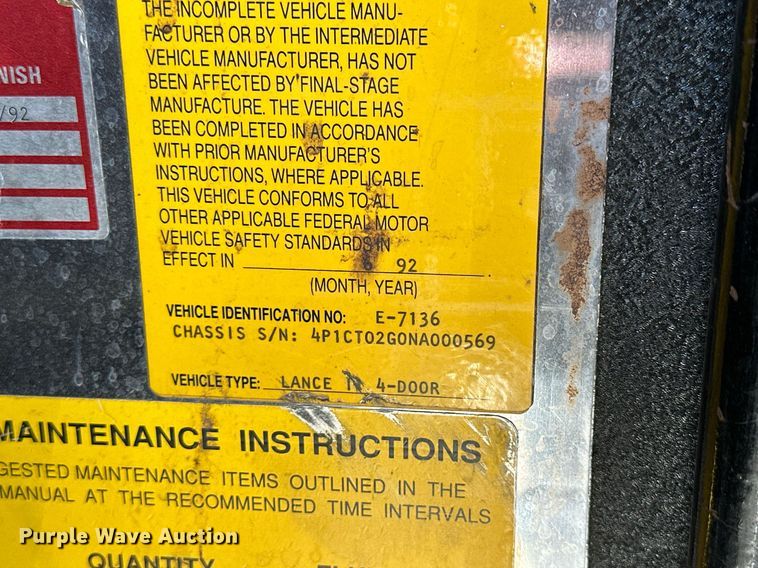 THE INCOMPLETE VEHICLE MANU-
FACTURER OR BY THE INTERMEDIATE
VEHICLE MANUFACTURER, HAS NOT
BEEN AFFECTED BY FINAL-STAGE
MANUFACTURE. THE VEHICLE HAS
BEEN COMPLETED IN ACCORDANCE
WITH PRIOR MANUFACTURER'S
INSTRUCTIONS, WHERE APPLICABLE.
THIS VEHICLE CONFORMS TO ALL
OTHER APPLICABLE FEDERAL MOTOR
VEHICLE SAFETY STANDARDS IN
EFFECT IN 6 92
(MONTH, YEAR)
VEHICLE IDENTIFICATION NO: E-7136
CHASSIS S/N: 4P1CT02G0NA000569
VEHICLE TYPE: LANCE 4-DOOR
NISH
/92
MAINTENANCE INSTRUCTIONS
GESTED MAINTENANCE ITEMS OUTLINED IN THE
MANUAL AT THE RECOMMENDED TIME INTERVALS
QUANTITY
Purple Wave Auction